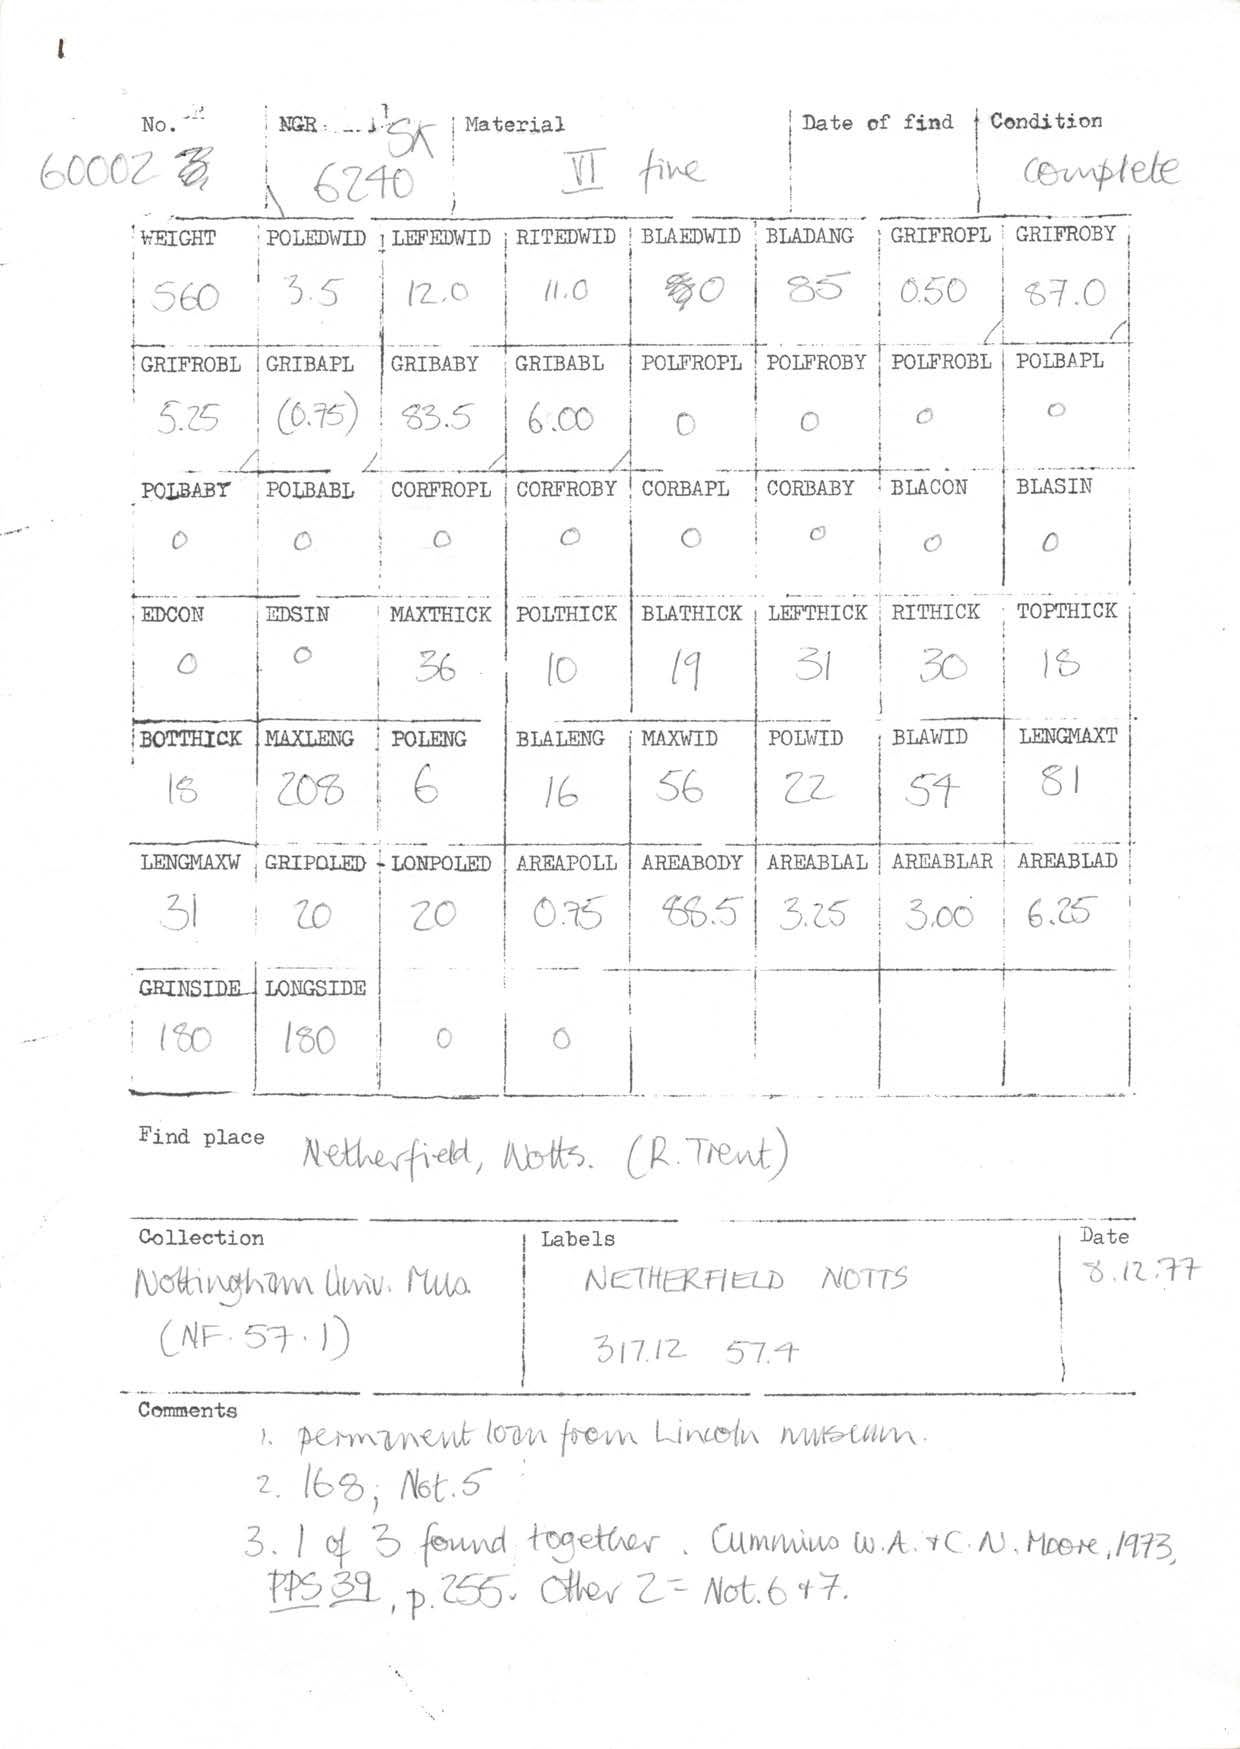 1
No. NGR SK Material Date of find Condition
60002 6240 VI fine complete
WEIGHT POLEDWID LEFEDWID RITEDWID BLAEDWID BLADANG GRIFROPL GRIFROBY
560 3.5 12.0 11.0 0 85 0.50 87.0
GRIFROBL GRIBAPL GRIBABY GRIBABL POLFROPL POLFROBY POLFROBL POLBAPL
5.25 (0.75) 83.5 6.00 0 0 0 0
POLBABY POLBABL CORFROPL CORFROBY CORBAPL CORBABY BLACON BLASIN
0 0 0 0 0 0 0 0
EDCON EDSIN MAXTHICK POLTHICK BLATHICK LEFTHICK RITHICK TOPTHICK
0 0 36 10 19 31 30 18
BOTTHICK MAXLENG POLENG BLALENG MAXWID POLWID BLAWID LENGMAXT
18 208 6 16 56 22 54 81
LENGMAXW GRIPOLED LONPOLED AREAPOLL AREABODY AREABLAL AREABLAR AREABLAD
31 20 20 0.75 88.5 3.25 3.00 6.25
GRINSIDE LONGSIDE
180 180 0 0
Find place Netherfield, Notts. (R. Trent)
Collection Labels Date
Nottingham Univ. Mus. NETHERFIELD NOTTS 8.12.77
(NF. 57. 1) 317.12 57.4
Comments
1. permanent loan from Lincoln museum.
2. 168; Not. 5
3. 1 of 3 found together. Cummins W.A. + C. N. Moore, 1973,
PPS 39, p.255. Other 2 = Not. 6 + 7.